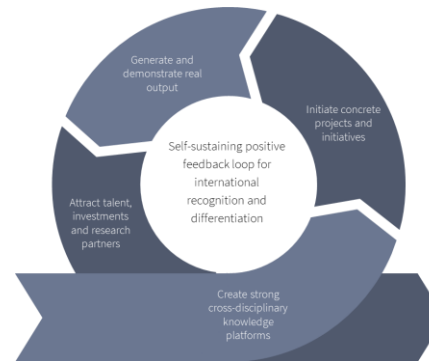 Generate and
demonstrate real
output
Initiate concrete
projects and
initiatives
Self-sustaining positive
feedback loop for
international
recognition and
differentiation
Attract talent,
investments
and research
partners
Create strong
cross-disciplinary
knowledge
platforms